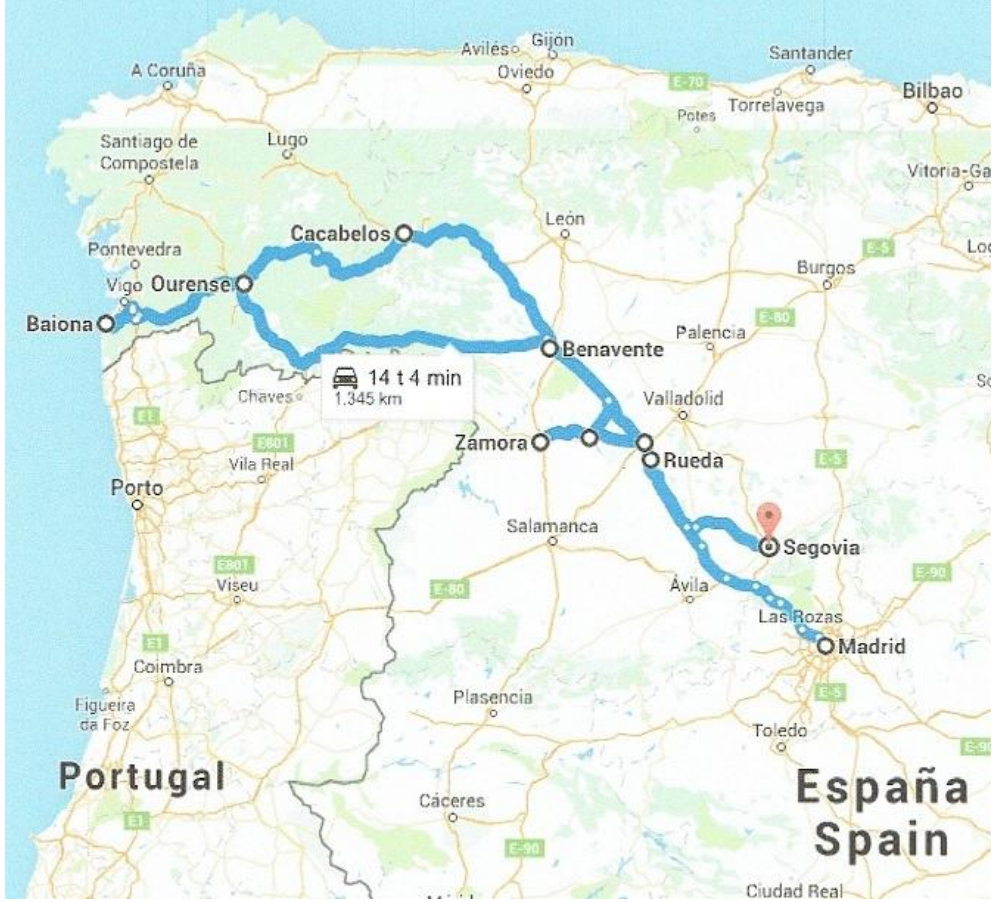 Gijón
Avilés
Oviedo
Santander
A Coruña
E-70
Torrelavega
Bilbao
Potes
Lugo
Santiago de
Compostela
Vitoria-Ga
León
Cacabelos
Pontevedra
E-5
Burgos
Vigo
Ourense
Baiona
E-80
Palencia
Benavente
14 t 4 min
1.345 km
Chaves
Valladolid
E1
E801
Zamora
Rueda
Vila Real
E-5
Porto
Salamanca
Segovia
E801
Viseu
E-80
Ávila
E-90
Las Rozas
E1
Madrid
Coimbra
Plasencia
E-5
Figueira
da Foz
Toledo
E-90
Portugal
España
Spain
Cáceres
E1
E-90
Ciudad Real